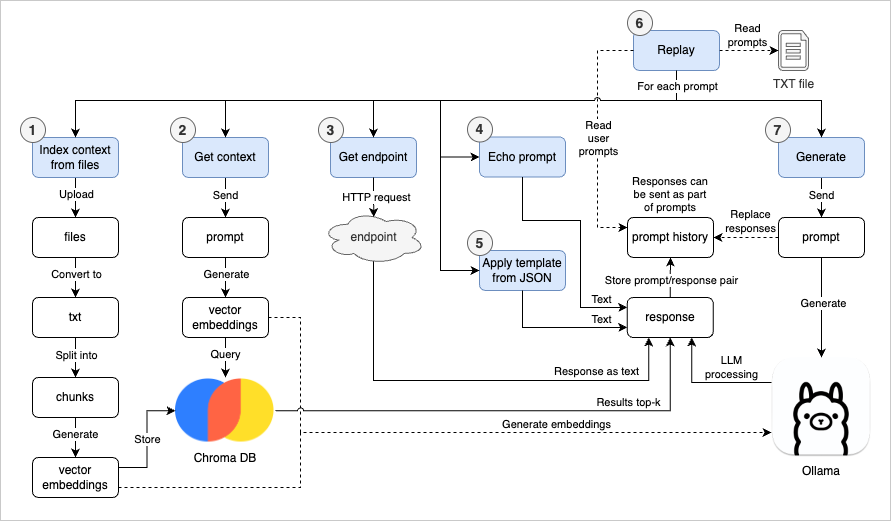 6
Replay
Read
prompts
TXT file
For each prompt
1
Index context
from files
2
Get context
3
Get endpoint
4
Echo prompt
Read
user
prompts
7
Generate
Upload
Send
HTTP request
Responses can
be sent as part
of prompts
Send
files
prompt
endpoint
prompt history
Replace
responses
prompt
Convert to
Generate
5
Apply template
from JSON
Store prompt/response pair
Generate
txt
vector
embeddings
Text
Text
response
Split into
Query
LLM
processing
chunks
Response as text
Results top-k
Generate
Store
Generate embeddings
Chroma DB
vector
embeddings
Ollama